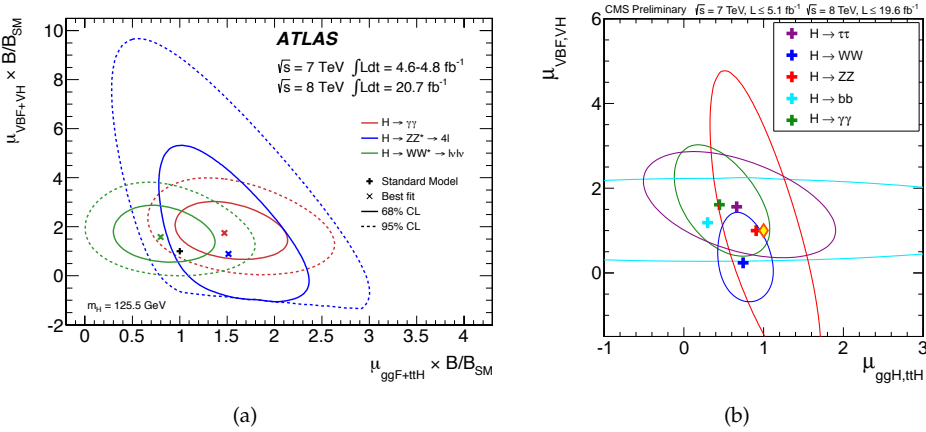 ATLAS
√s = 7 TeV ∫Ldt = 4.6-4.8 fb⁻¹
√s = 8 TeV ∫Ldt = 20.7 fb⁻¹
H → γγ
H → ZZ* → 4l
H → WW* → lνlν
Standard Model
Best fit
68% CL
95% CL
m_H = 125.5 GeV
μ_VBF+VH × B/B_SM
10
8
6
4
2
0
-2
0 0.5 1 1.5 2 2.5 3 3.5 4
μ_ggF+ttH × B/B_SM
(a)
CMS Preliminary √s = 7 TeV, L ≤ 5.1 fb⁻¹ √s = 8 TeV, L ≤ 19.6 fb⁻¹
H → ττ
H → WW
H → ZZ
H → bb
H → γγ
μ_VBF,VH
6
4
2
0
-1 0 1 2 3
μ_ggH,ttH
(b)